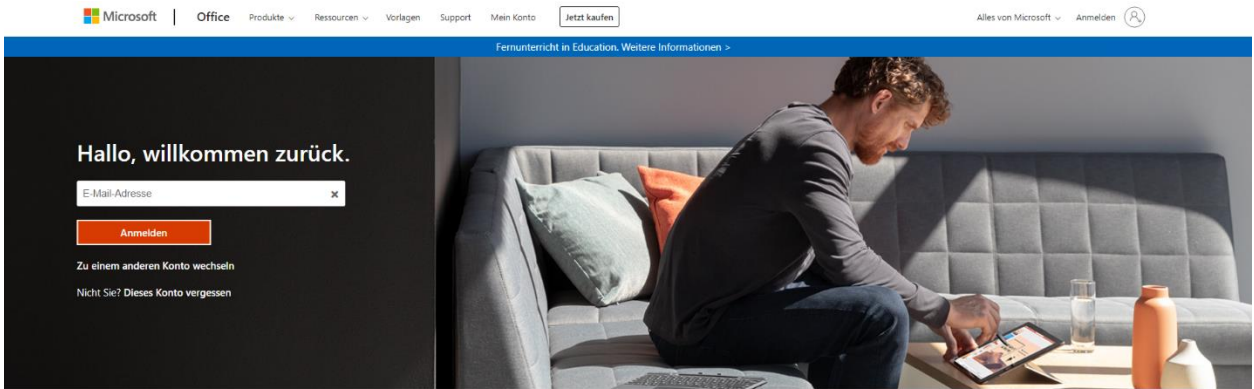 Microsoft Office Produkte Ressourcen Vorlagen Support Mein Konto Jetzt kaufen Alles von Microsoft Anmelden
Fernunterricht in Education. Weitere Informationen >
Hallo, willkommen zurück.
E-Mail-Adresse
Anmelden
Zu einem anderen Konto wechseln
Nicht Sie? Dieses Konto vergessen